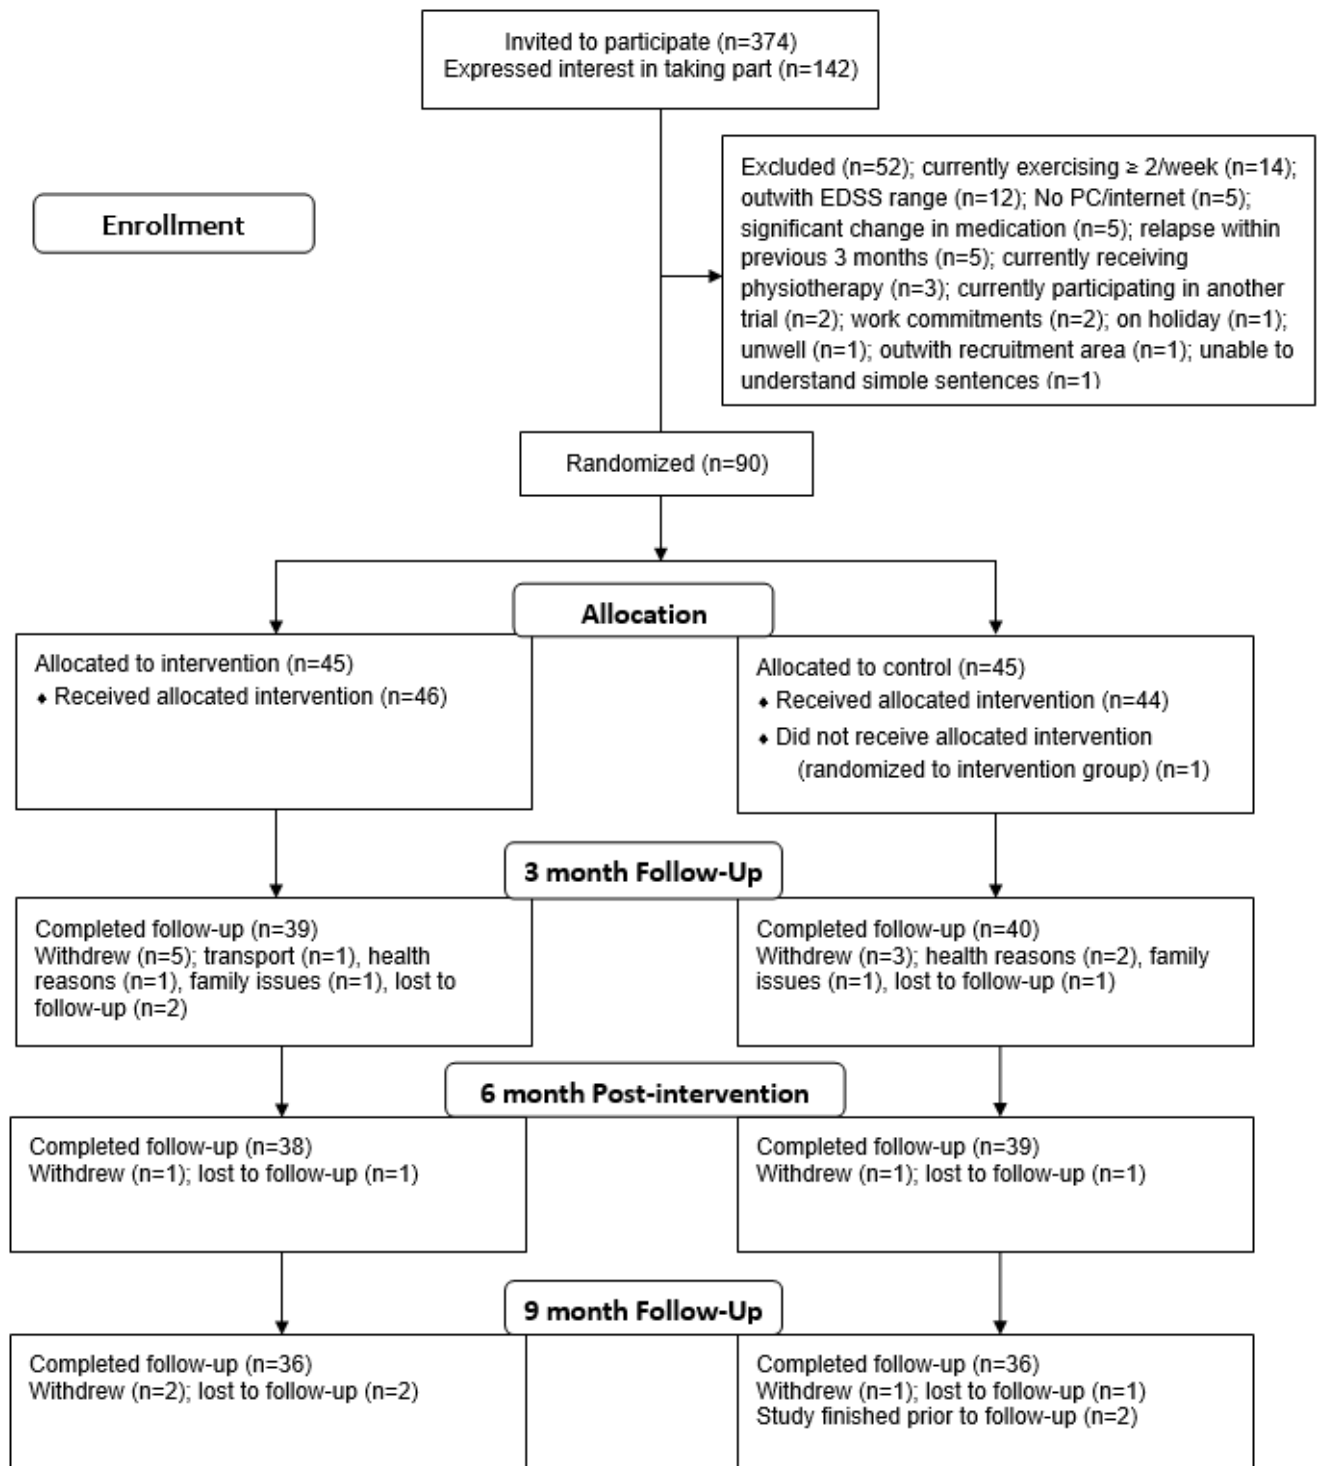 Invited to participate (n=374)
Expressed interest in taking part (n=142)
Excluded (n=52); currently exercising ≥ 2/week (n=14);
outwith EDSS range (n=12); No PC/internet (n=5);
significant change in medication (n=5); relapse within
previous 3 months (n=5); currently receiving
physiotherapy (n=3); currently participating in another
trial (n=2); work commitments (n=2); on holiday (n=1);
unwell (n=1); outwith recruitment area (n=1); unable to
understand simple sentences (n=1)
Enrollment
Randomized (n=90)
Allocation
Allocated to intervention (n=45)
♦ Received allocated intervention (n=46)
Allocated to control (n=45)
♦ Received allocated intervention (n=44)
♦ Did not receive allocated intervention
(randomized to intervention group) (n=1)
3 month Follow-Up
Completed follow-up (n=39)
Withdrew (n=5); transport (n=1), health
reasons (n=1), family issues (n=1), lost to
follow-up (n=2)
Completed follow-up (n=40)
Withdrew (n=3); health reasons (n=2), family
issues (n=1), lost to follow-up (n=1)
6 month Post-intervention
Completed follow-up (n=38)
Withdrew (n=1); lost to follow-up (n=1)
Completed follow-up (n=39)
Withdrew (n=1); lost to follow-up (n=1)
9 month Follow-Up
Completed follow-up (n=36)
Withdrew (n=2); lost to follow-up (n=2)
Completed follow-up (n=36)
Withdrew (n=1); lost to follow-up (n=1)
Study finished prior to follow-up (n=2)